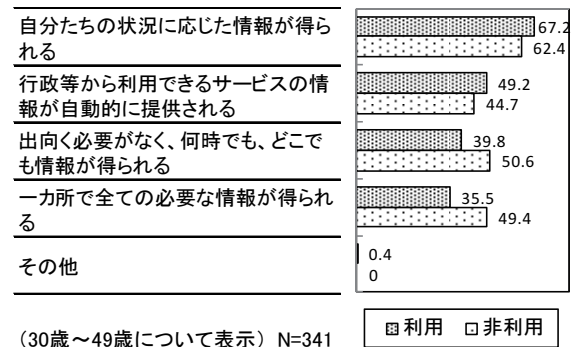 自分たちの状況に応じた情報が得ら
れる
67.2
62.4
行政等から利用できるサービスの情
報が自動的に提供される
49.2
44.7
出向く必要がなく、何時でも、どこで
も情報が得られる
39.8
50.6
一カ所で全ての必要な情報が得られ
る
35.5
49.4
その他
0.4
0
(30歳～49歳について表示) N=341
利用 非利用